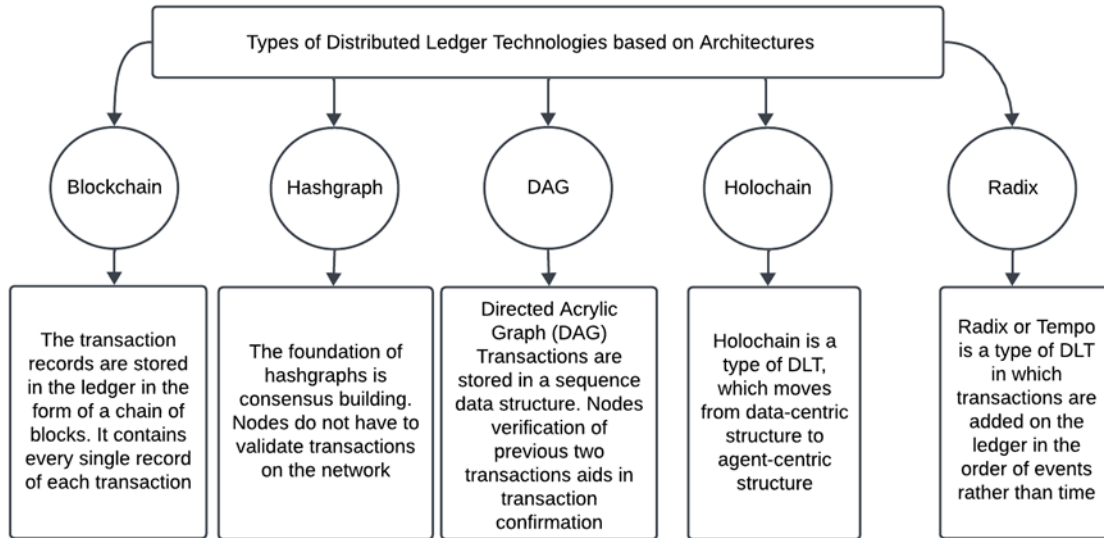 Types of Distributed Ledger Technologies based on Architectures
Blockchain
Hashgraph
DAG
Holochain
Radix
The transaction
records are stored
in the ledger in the
form of a chain of
blocks. It contains
every single record
of each transaction
The foundation of
hashgraphs is
consensus building.
Nodes do not have to
validate transactions
on the network
Directed Acrylic
Graph (DAG)
Transactions are
stored in a sequence
data structure. Nodes
verification of
previous two
transactions aids in
transaction
confirmation
Holochain is a
type of DLT,
which moves
from data-centric
structure to
agent-centric
structure
Radix or Tempo
is a type of DLT
in which
transactions are
added on the
ledger in the
order of events
rather than time